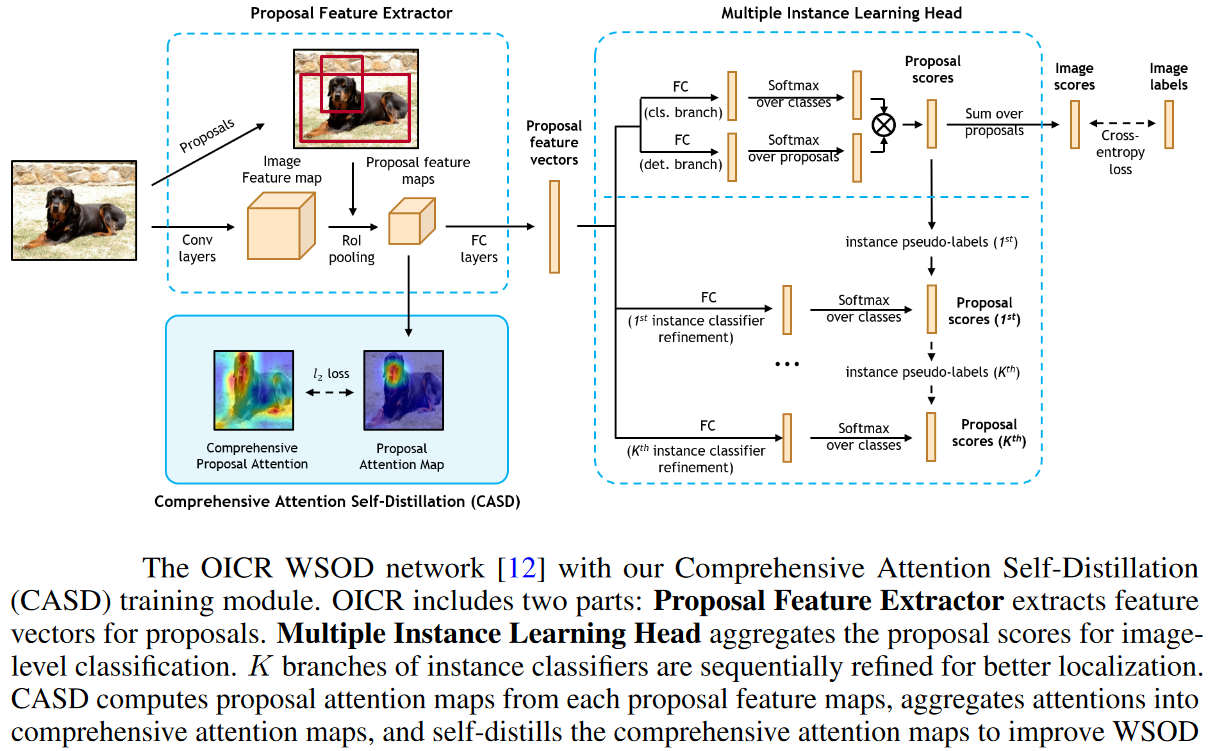 Proposal Feature Extractor
Multiple Instance Learning Head
Proposals
Image
Feature map
Proposal feature
maps
Conv
layers
RoI
pooling
FC
layers
Proposal
feature
vectors
FC
(cls. branch)
Softmax
over classes
FC
(det. branch)
Softmax
over proposals
Proposal
scores
Sum over
proposals
Image
scores
Image
labels
Cross-
entropy
loss
instance pseudo-labels (1st)
FC
(1st instance classifier
refinement)
Softmax
over classes
Proposal
scores (1st)
...
instance pseudo-labels (Kth)
FC
(Kth instance classifier
refinement)
Softmax
over classes
Proposal
scores (Kth)
l2 loss
Comprehensive
Proposal Attention
Proposal
Attention Map
Comprehensive Attention Self-Distillation (CASD)
The OICR WSOD network [12] with our Comprehensive Attention Self-Distillation
(CASD) training module. OICR includes two parts: Proposal Feature Extractor extracts feature
vectors for proposals. Multiple Instance Learning Head aggregates the proposal scores for image-
level classification. K branches of instance classifiers are sequentially refined for better localization.
CASD computes proposal attention maps from each proposal feature maps, aggregates attentions into
comprehensive attention maps, and self-distills the comprehensive attention maps to improve WSOD